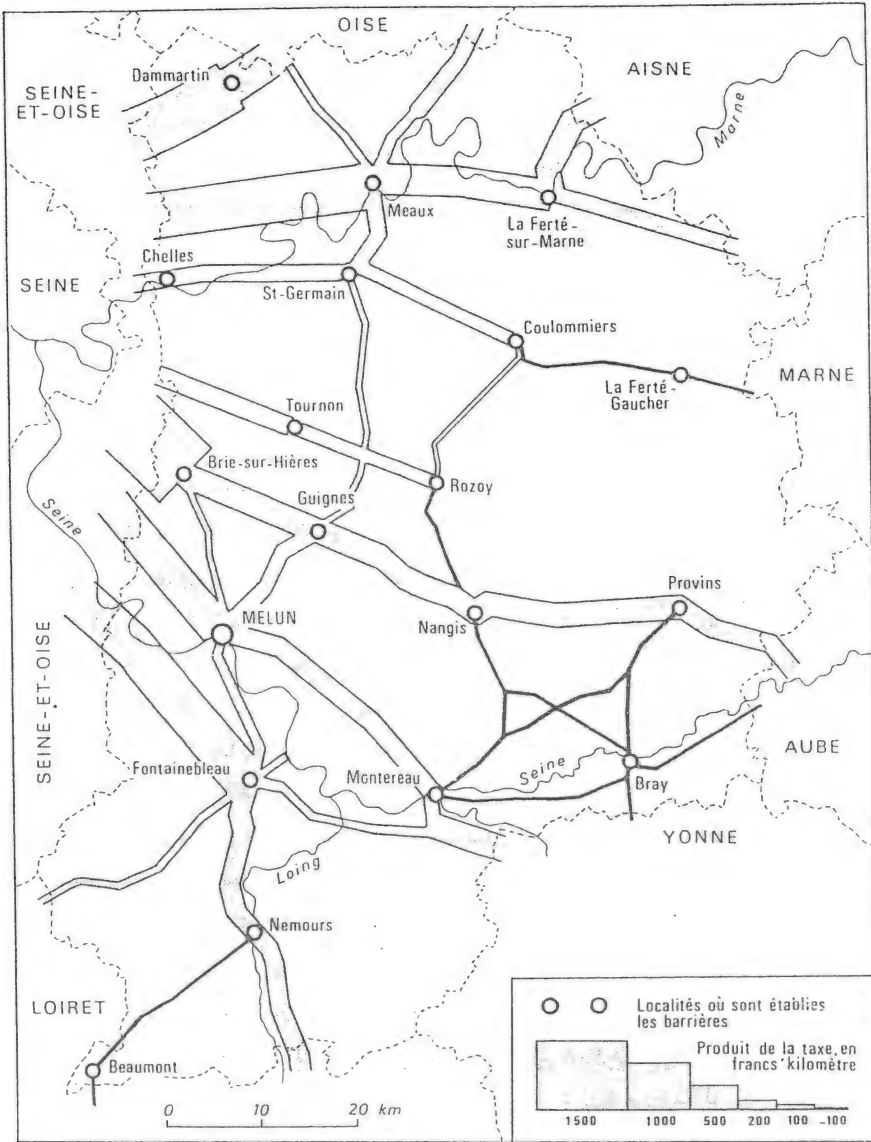 OISE
AISNE
Dammartin
SEINE-
ET-OISE
Marne
Meaux
La Ferté-
sur-Marne
Chelles
SEINE
St-Germain
Coulommiers
MARNE
La Ferté-
Gaucher
Tournon
Brie-sur-Hières
Rozoy
Guignes
Seine
Provins
MELUN
Nangis
SEINE-ET-OISE
AUBE
Fontainebleau
Montereau
Seine
Bray
YONNE
Loing
Nemours
LOIRET
Beaumont
0 10 20 km
Localités où sont établies
les barrières
Produit de la taxe, en
francs/kilomètre
1500 1000 500 200 100 -100